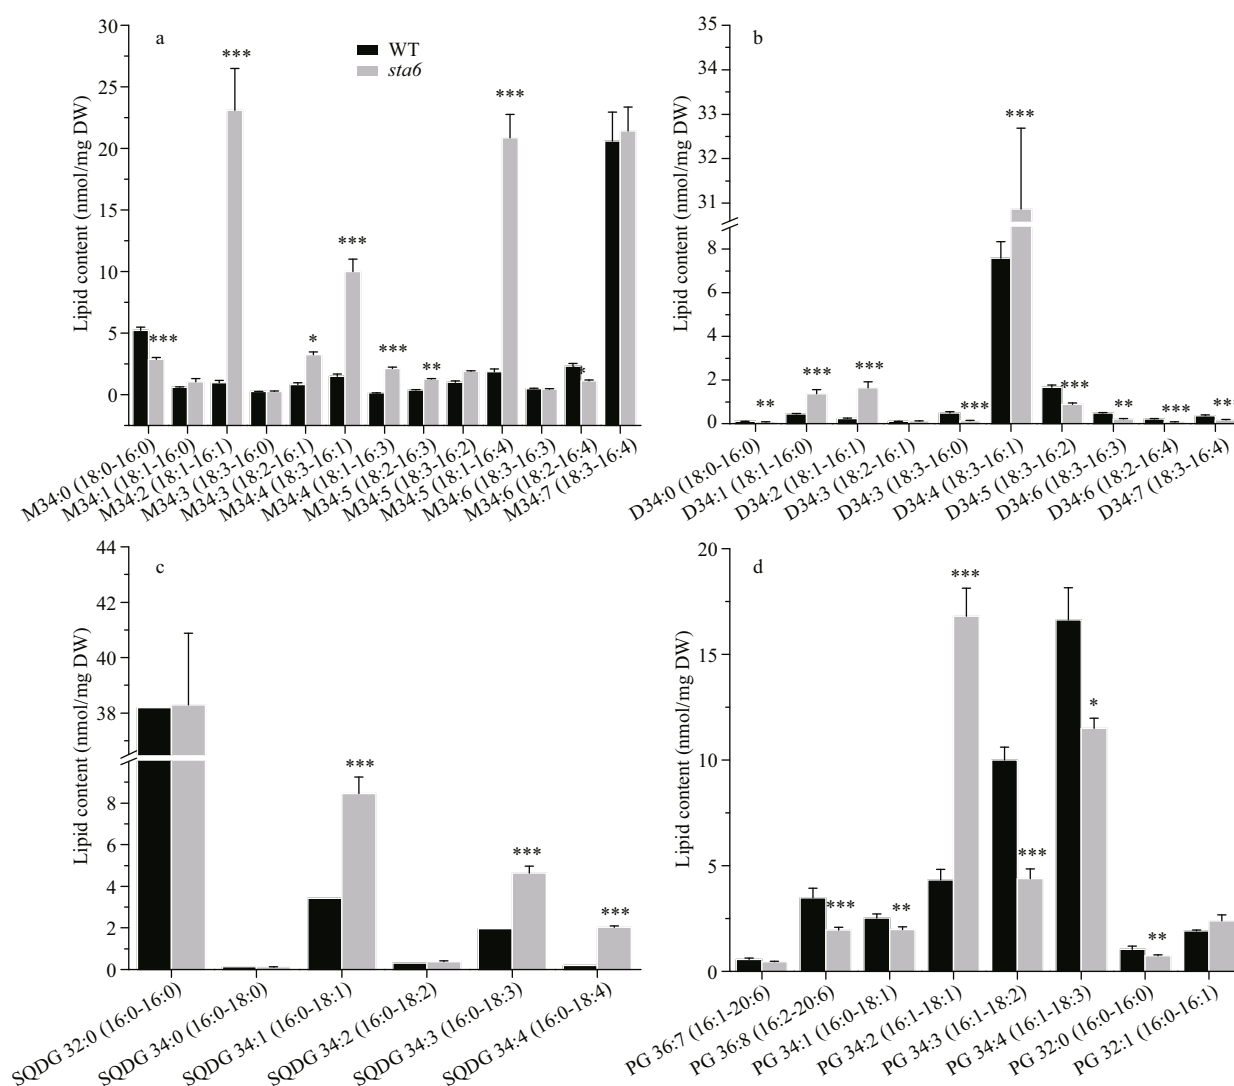 a
WT
sta6
Lipid content (nmol/mg DW)
30
25
20
15
10
5
0
***
***
*
***
***
**
***
*
M34:0 (18:0-16:0)
M34:1 (18:1-16:0)
M34:2 (18:1-16:1)
M34:3 (18:3-16:0)
M34:3 (18:2-16:1)
M34:4 (18:3-16:1)
M34:4 (18:1-16:3)
M34:5 (18:2-16:3)
M34:5 (18:3-16:2)
M34:5 (18:1-16:4)
M34:6 (18:3-16:3)
M34:6 (18:2-16:4)
M34:7 (18:3-16:4)
b
Lipid content (nmol/mg DW)
35
34
33
32
31
8
6
4
2
0
**
***
***
***
***
***
**
***
***
D34:0 (18:0-16:0)
D34:1 (18:1-16:0)
D34:2 (18:1-16:1)
D34:3 (18:2-16:1)
D34:3 (18:3-16:0)
D34:4 (18:3-16:1)
D34:5 (18:3-16:2)
D34:6 (18:3-16:3)
D34:6 (18:2-16:4)
D34:7 (18:3-16:4)
c
Lipid content (nmol/mg DW)
44
42
40
38
8
6
4
2
0
***
***
***
SQDG 32:0 (16:0-16:0)
SQDG 34:0 (16:0-18:0)
SQDG 34:1 (16:0-18:1)
SQDG 34:2 (16:0-18:2)
SQDG 34:3 (16:0-18:3)
SQDG 34:4 (16:0-18:4)
d
Lipid content (nmol/mg DW)
20
15
10
5
0
***
**
***
***
*
**
PG 36:7 (16:1-20:6)
PG 36:8 (16:2-20:6)
PG 34:1 (16:0-18:1)
PG 34:2 (16:1-18:1)
PG 34:3 (16:1-18:2)
PG 34:4 (16:1-18:3)
PG 32:0 (16:0-16:0)
PG 32:1 (16:0-16:1)